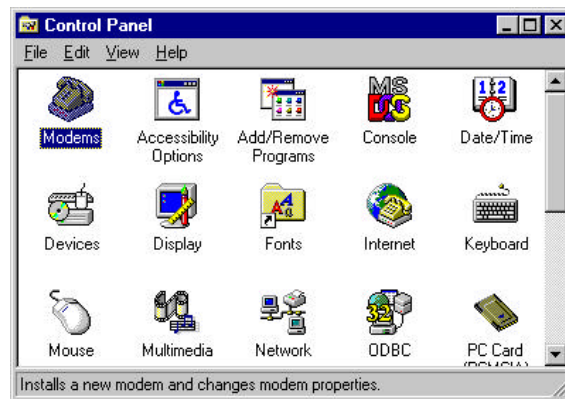 Control Panel
File Edit View Help
Modems Accessibility Options Add/Remove Programs Console Date/Time
Devices Display Fonts Internet Keyboard
Mouse Multimedia Network ODBC PC Card (PCMCIA)
Installs a new modem and changes modem properties.